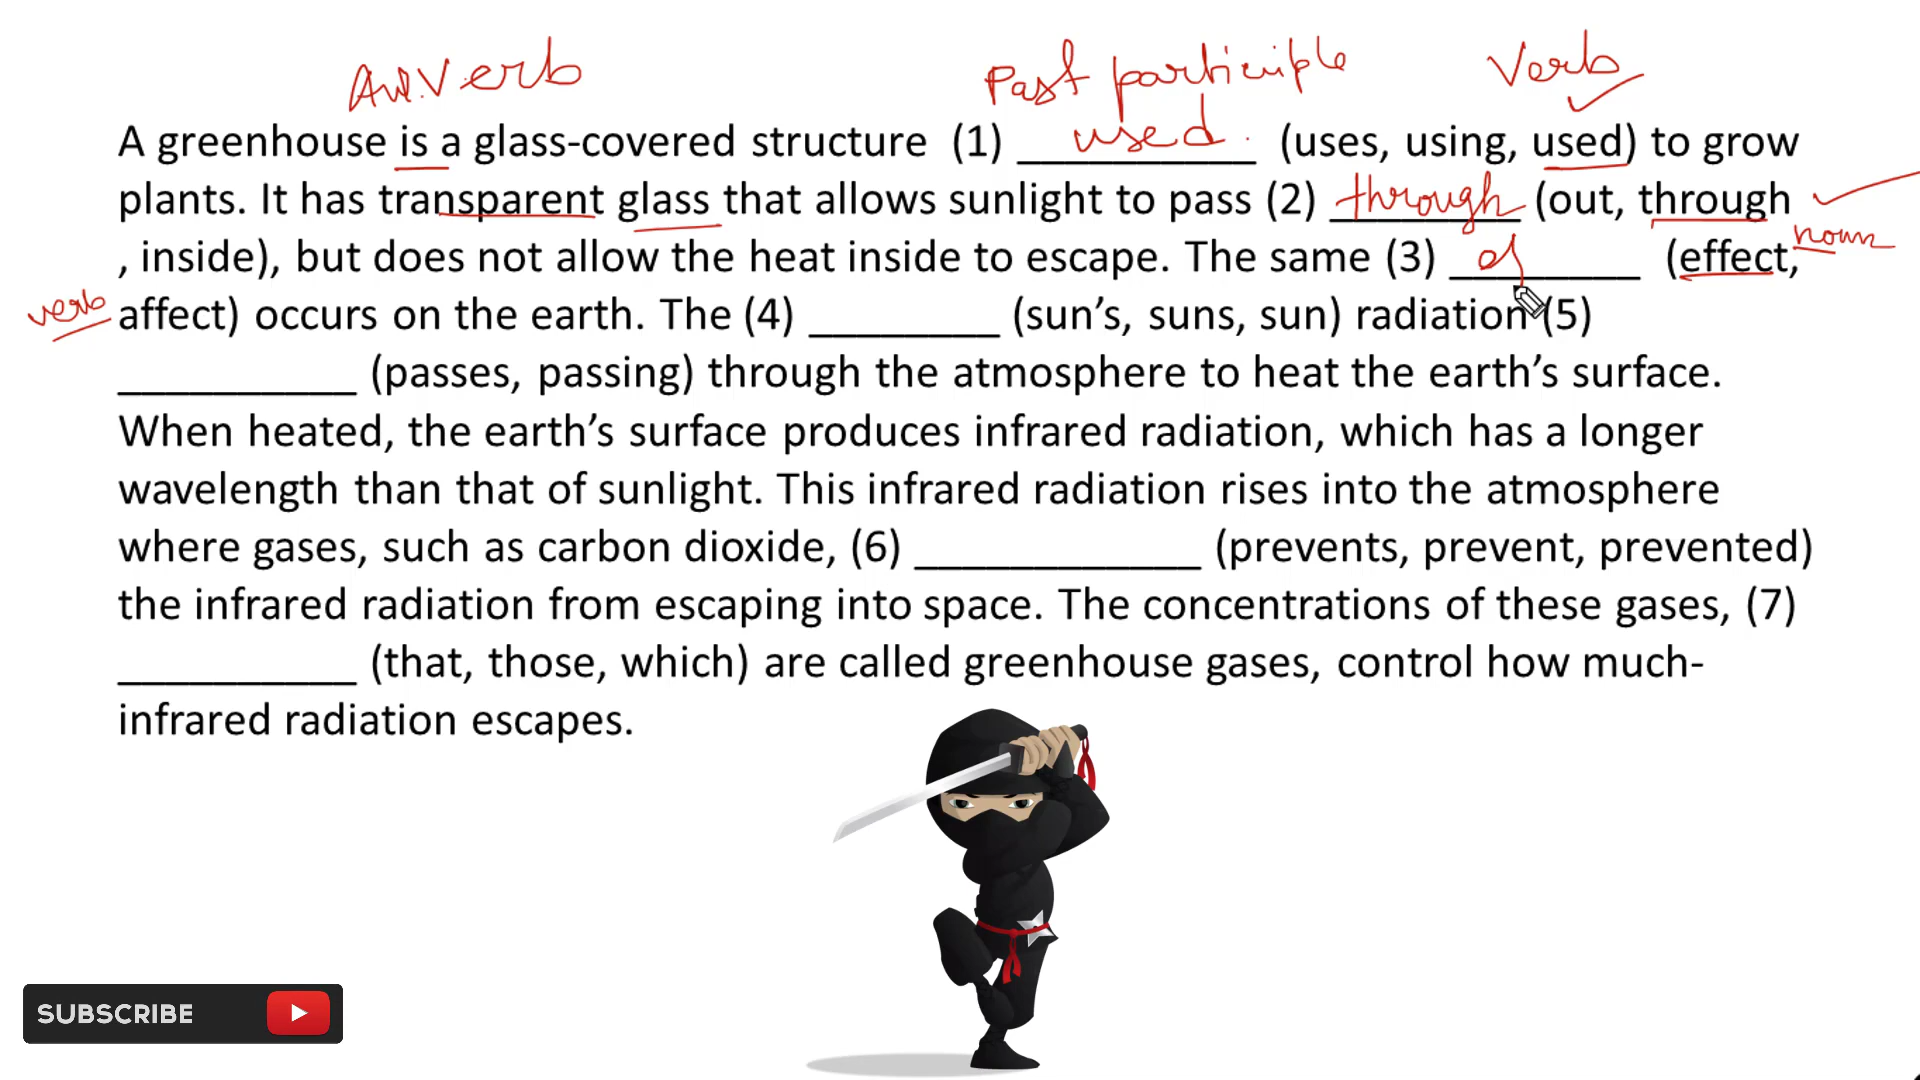 Aux.Verb Past participle Verb
A greenhouse is a glass-covered structure (1) __________ used (uses, using, used) to grow
plants. It has transparent glass that allows sunlight to pass (2) ________ through (out, through
, inside), but does not allow the heat inside to escape. The same (3) ________ (effect, noun
verb affect) occurs on the earth. The (4) ________ (sun’s, suns, sun) radiation (5)
__________ (passes, passing) through the atmosphere to heat the earth’s surface.
When heated, the earth’s surface produces infrared radiation, which has a longer
wavelength than that of sunlight. This infrared radiation rises into the atmosphere
where gases, such as carbon dioxide, (6) ____________ (prevents, prevent, prevented)
the infrared radiation from escaping into space. The concentrations of these gases, (7)
__________ (that, those, which) are called greenhouse gases, control how much-
infrared radiation escapes.
SUBSCRIBE